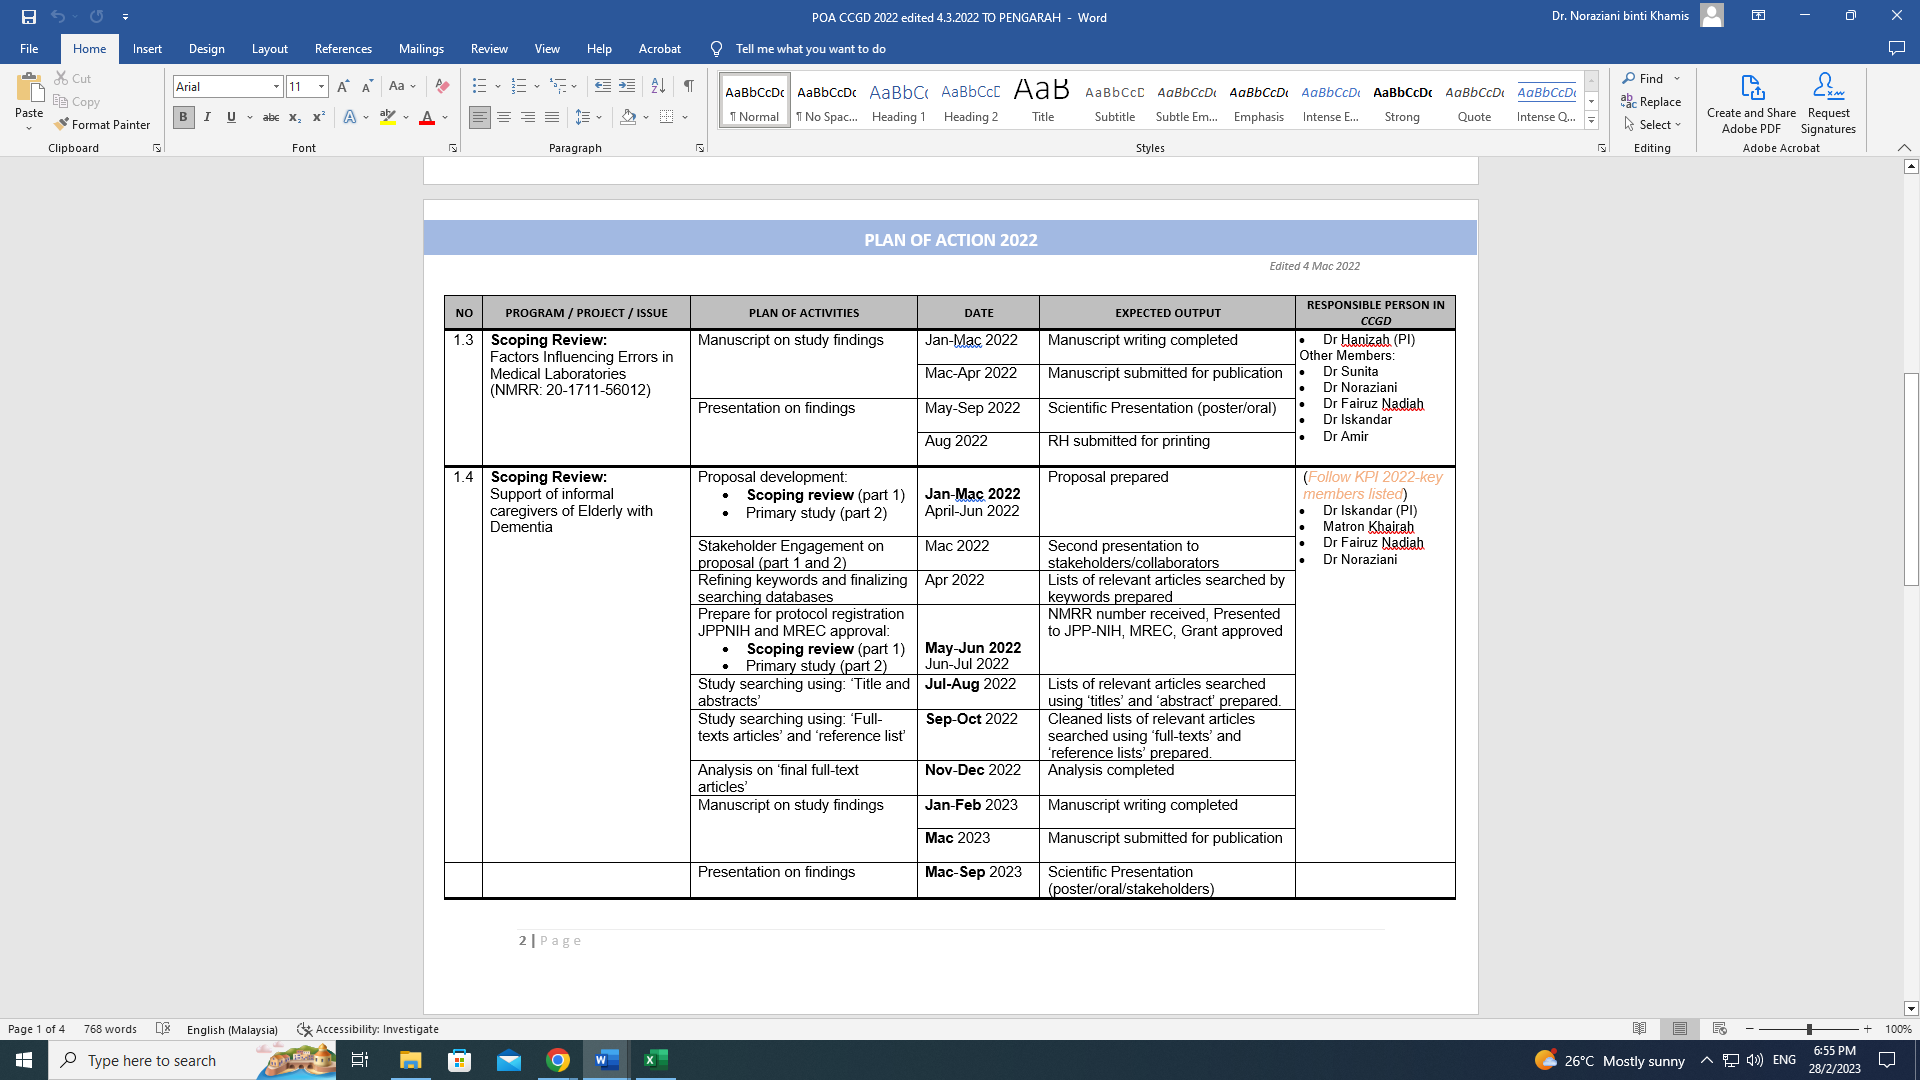 POA CCGD 2022 edited 4.3.2022 TO PENGARAH - Word
Dr. Noraziani binti Khamis
File Home Insert Design Layout References Mailings Review View Help Acrobat Tell me what you want to do
Paste
Cut
Copy
Format Painter
Clipboard
Arial 11
Font
Paragraph
AaBbCcDc ¶ Normal
AaBbCcDc ¶ No Spac...
AaBbC( Heading 1
AaBbCcD Heading 2
AaB Title
AaBbCcD Subtitle
AaBbCcDc Subtle Em...
AaBbCcDc Emphasis
AaBbCcDc Intense E...
AaBbCcDc Strong
AaBbCcDc Quote
AaBbCcDc Intense Q...
Styles
Find
Replace
Select
Editing
Create and Share Adobe PDF
Request Signatures
Adobe Acrobat
PLAN OF ACTION 2022
Edited 4 Mac 2022
NO PROGRAM / PROJECT / ISSUE PLAN OF ACTIVITIES DATE EXPECTED OUTPUT RESPONSIBLE PERSON IN CCGD
1.3
Scoping Review:
Factors Influencing Errors in
Medical Laboratories
(NMRR: 20-1711-56012)
Manuscript on study findings
Jan-Mac 2022 Manuscript writing completed
Mac-Apr 2022 Manuscript submitted for publication
Presentation on findings
May-Sep 2022 Scientific Presentation (poster/oral)
Aug 2022 RH submitted for printing
• Dr Hanizah (PI)
Other Members:
• Dr Sunita
• Dr Noraziani
• Dr Fairuz Nadiah
• Dr Iskandar
• Dr Amir
1.4
Scoping Review:
Support of informal
caregivers of Elderly with
Dementia
Proposal development:
• Scoping review (part 1)
• Primary study (part 2)
Jan-Mac 2022
April-Jun 2022
Proposal prepared
(Follow KPI 2022-key
members listed)
• Dr Iskandar (PI)
• Matron Khairah
• Dr Fairuz Nadiah
• Dr Noraziani
Stakeholder Engagement on
proposal (part 1 and 2)
Mac 2022
Second presentation to
stakeholders/collaborators
Refining keywords and finalizing
searching databases
Apr 2022
Lists of relevant articles searched by
keywords prepared
Prepare for protocol registration
JPPNIH and MREC approval:
• Scoping review (part 1)
• Primary study (part 2)
May-Jun 2022
Jun-Jul 2022
NMRR number received, Presented
to JPP-NIH, MREC, Grant approved
Study searching using: ‘Title and
abstracts’
Jul-Aug 2022
Lists of relevant articles searched
using ‘titles’ and ‘abstract’ prepared.
Study searching using: ‘Full-
texts articles’ and ‘reference list’
Sep-Oct 2022
Cleaned lists of relevant articles
searched using ‘full-texts’ and
‘reference lists’ prepared.
Analysis on ‘final full-text
articles’
Nov-Dec 2022
Analysis completed
Manuscript on study findings
Jan-Feb 2023 Manuscript writing completed
Mac 2023 Manuscript submitted for publication
Presentation on findings
Mac-Sep 2023
Scientific Presentation
(poster/oral/stakeholders)
2 | Page
Page 1 of 4 768 words English (Malaysia) Accessibility: Investigate 100%
Type here to search
26°C Mostly sunny ENG
6:55 PM
28/2/2023